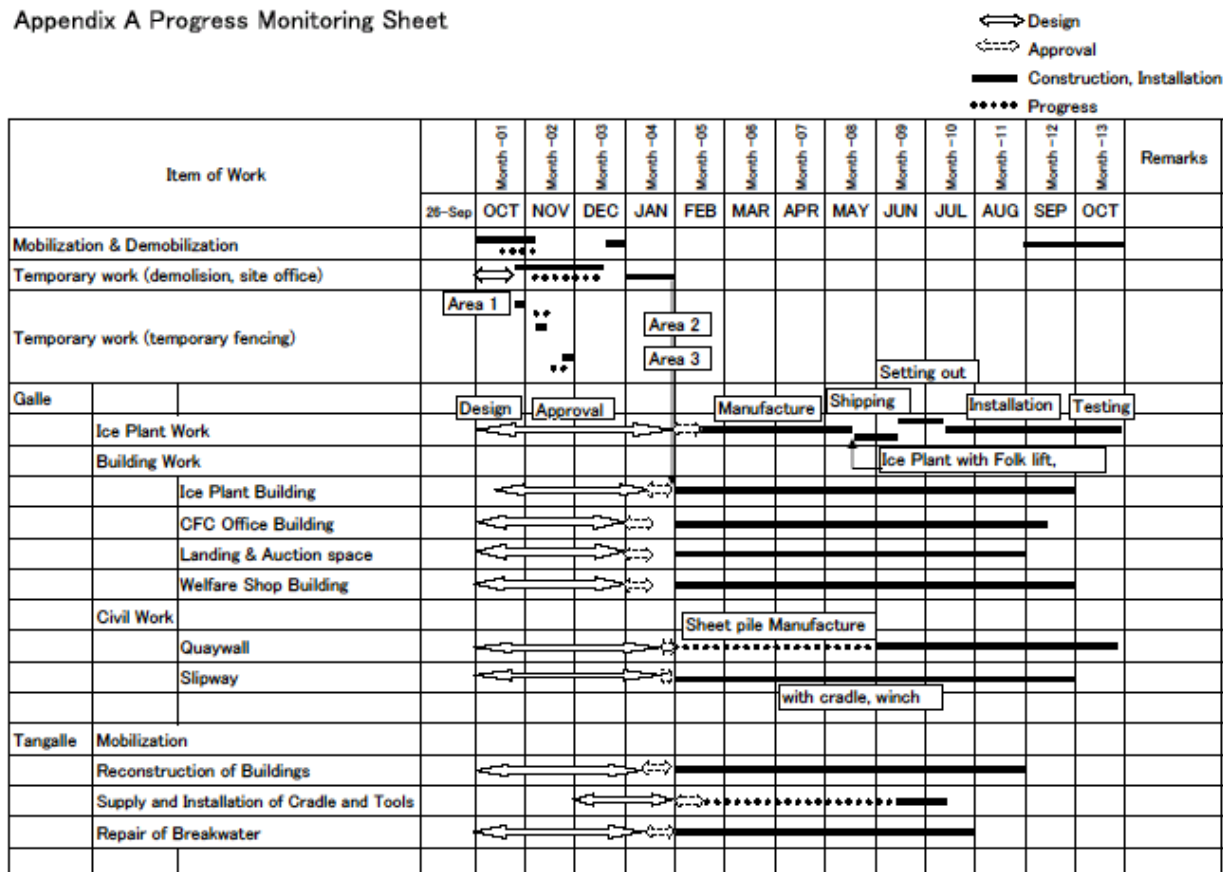 Appendix A Progress Monitoring Sheet
Design
Approval
Construction, Installation
Progress
Item of Work
Month -01 Month -02 Month -03 Month -04 Month -05 Month -06 Month -07 Month -08 Month -09 Month -10 Month -11 Month -12 Month -13
Remarks
26-Sep OCT NOV DEC JAN FEB MAR APR MAY JUN JUL AUG SEP OCT
Mobilization & Demobilization
Temporary work (demolision, site office)
Area 1
Temporary work (temporary fencing)
Area 2
Area 3
Setting out
Galle
Design Approval Manufacture Shipping Installation Testing
Ice Plant Work
Building Work
Ice Plant with Folk lift,
Ice Plant Building
CFC Office Building
Landing & Auction space
Welfare Shop Building
Civil Work
Sheet pile Manufacture
Quaywall
Slipway
with cradle, winch
Tangalle Mobilization
Reconstruction of Buildings
Supply and Installation of Cradle and Tools
Repair of Breakwater